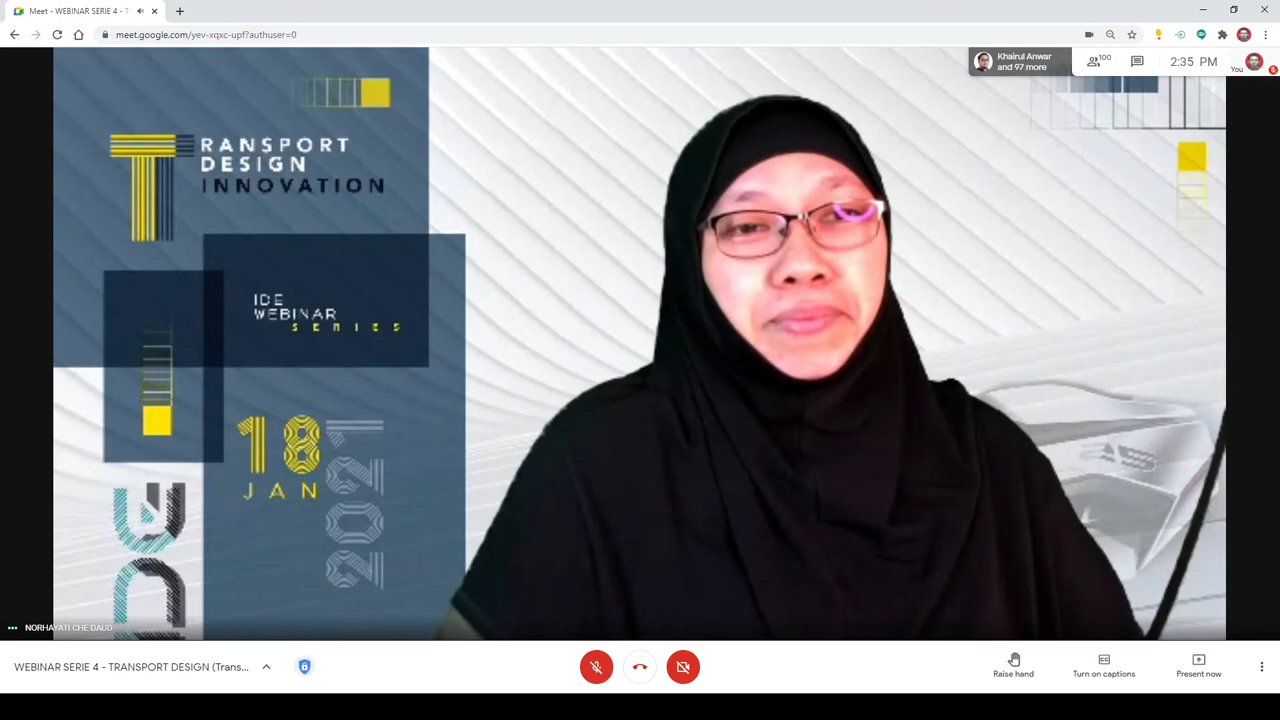 Meet - WEBINAR SERIE 4 - T
meet.google.com/yev-xqxc-upf?authuser=0
Khairul Anwar
and 97 more
100
2:35 PM
You
TRANSPORT
DESIGN
INNOVATION
IDE
WEBINAR
SERIES
18
JAN
2021
NORHAYATI CHE DAUD
WEBINAR SERIE 4 - TRANSPORT DESIGN (Trans...
Raise hand
Turn on captions
Present now